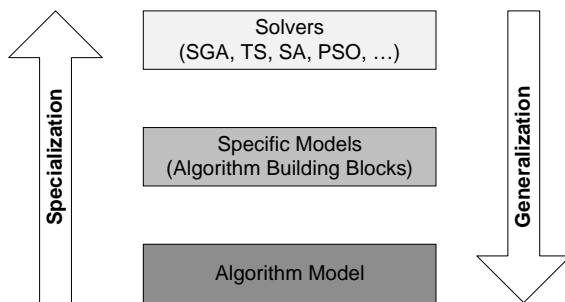 Solvers
(SGA, TS, SA, PSO, …)
Specific Models
(Algorithm Building Blocks)
Algorithm Model
Specialization
Generalization